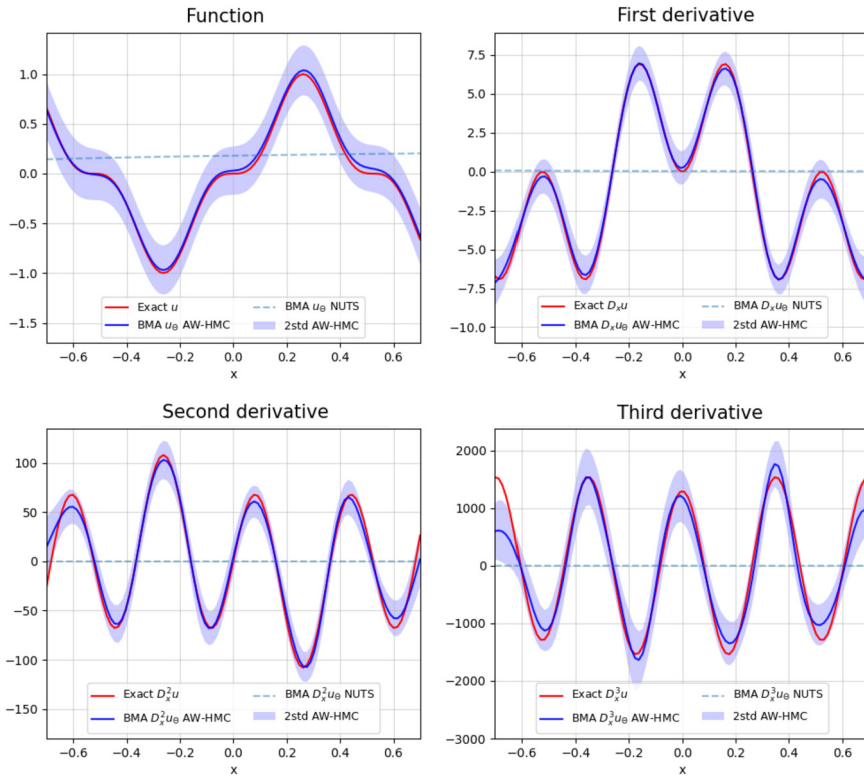 Function
First derivative
1.0
0.5
0.0
−0.5
−1.0
−1.5
7.5
5.0
2.5
0.0
−2.5
−5.0
−7.5
−10.0
Exact u
BMA u_Θ AW-HMC
BMA u_Θ NUTS
2std AW-HMC
Exact D_x u
BMA D_x u_Θ AW-HMC
BMA D_x u_Θ NUTS
2std AW-HMC
−0.6 −0.4 −0.2 0.0 0.2 0.4 0.6
x
−0.6 −0.4 −0.2 0.0 0.2 0.4 0.6
x
Second derivative
Third derivative
100
50
0
−50
−100
−150
2000
1000
0
−1000
−2000
−3000
Exact D_x^2 u
BMA D_x^2 u_Θ AW-HMC
BMA D_x^2 u_Θ NUTS
2std AW-HMC
Exact D_x^3 u
BMA D_x^3 u_Θ AW-HMC
BMA D_x^3 u_Θ NUTS
2std AW-HMC
−0.6 −0.4 −0.2 0.0 0.2 0.4 0.6
x
−0.6 −0.4 −0.2 0.0 0.2 0.4 0.6
x